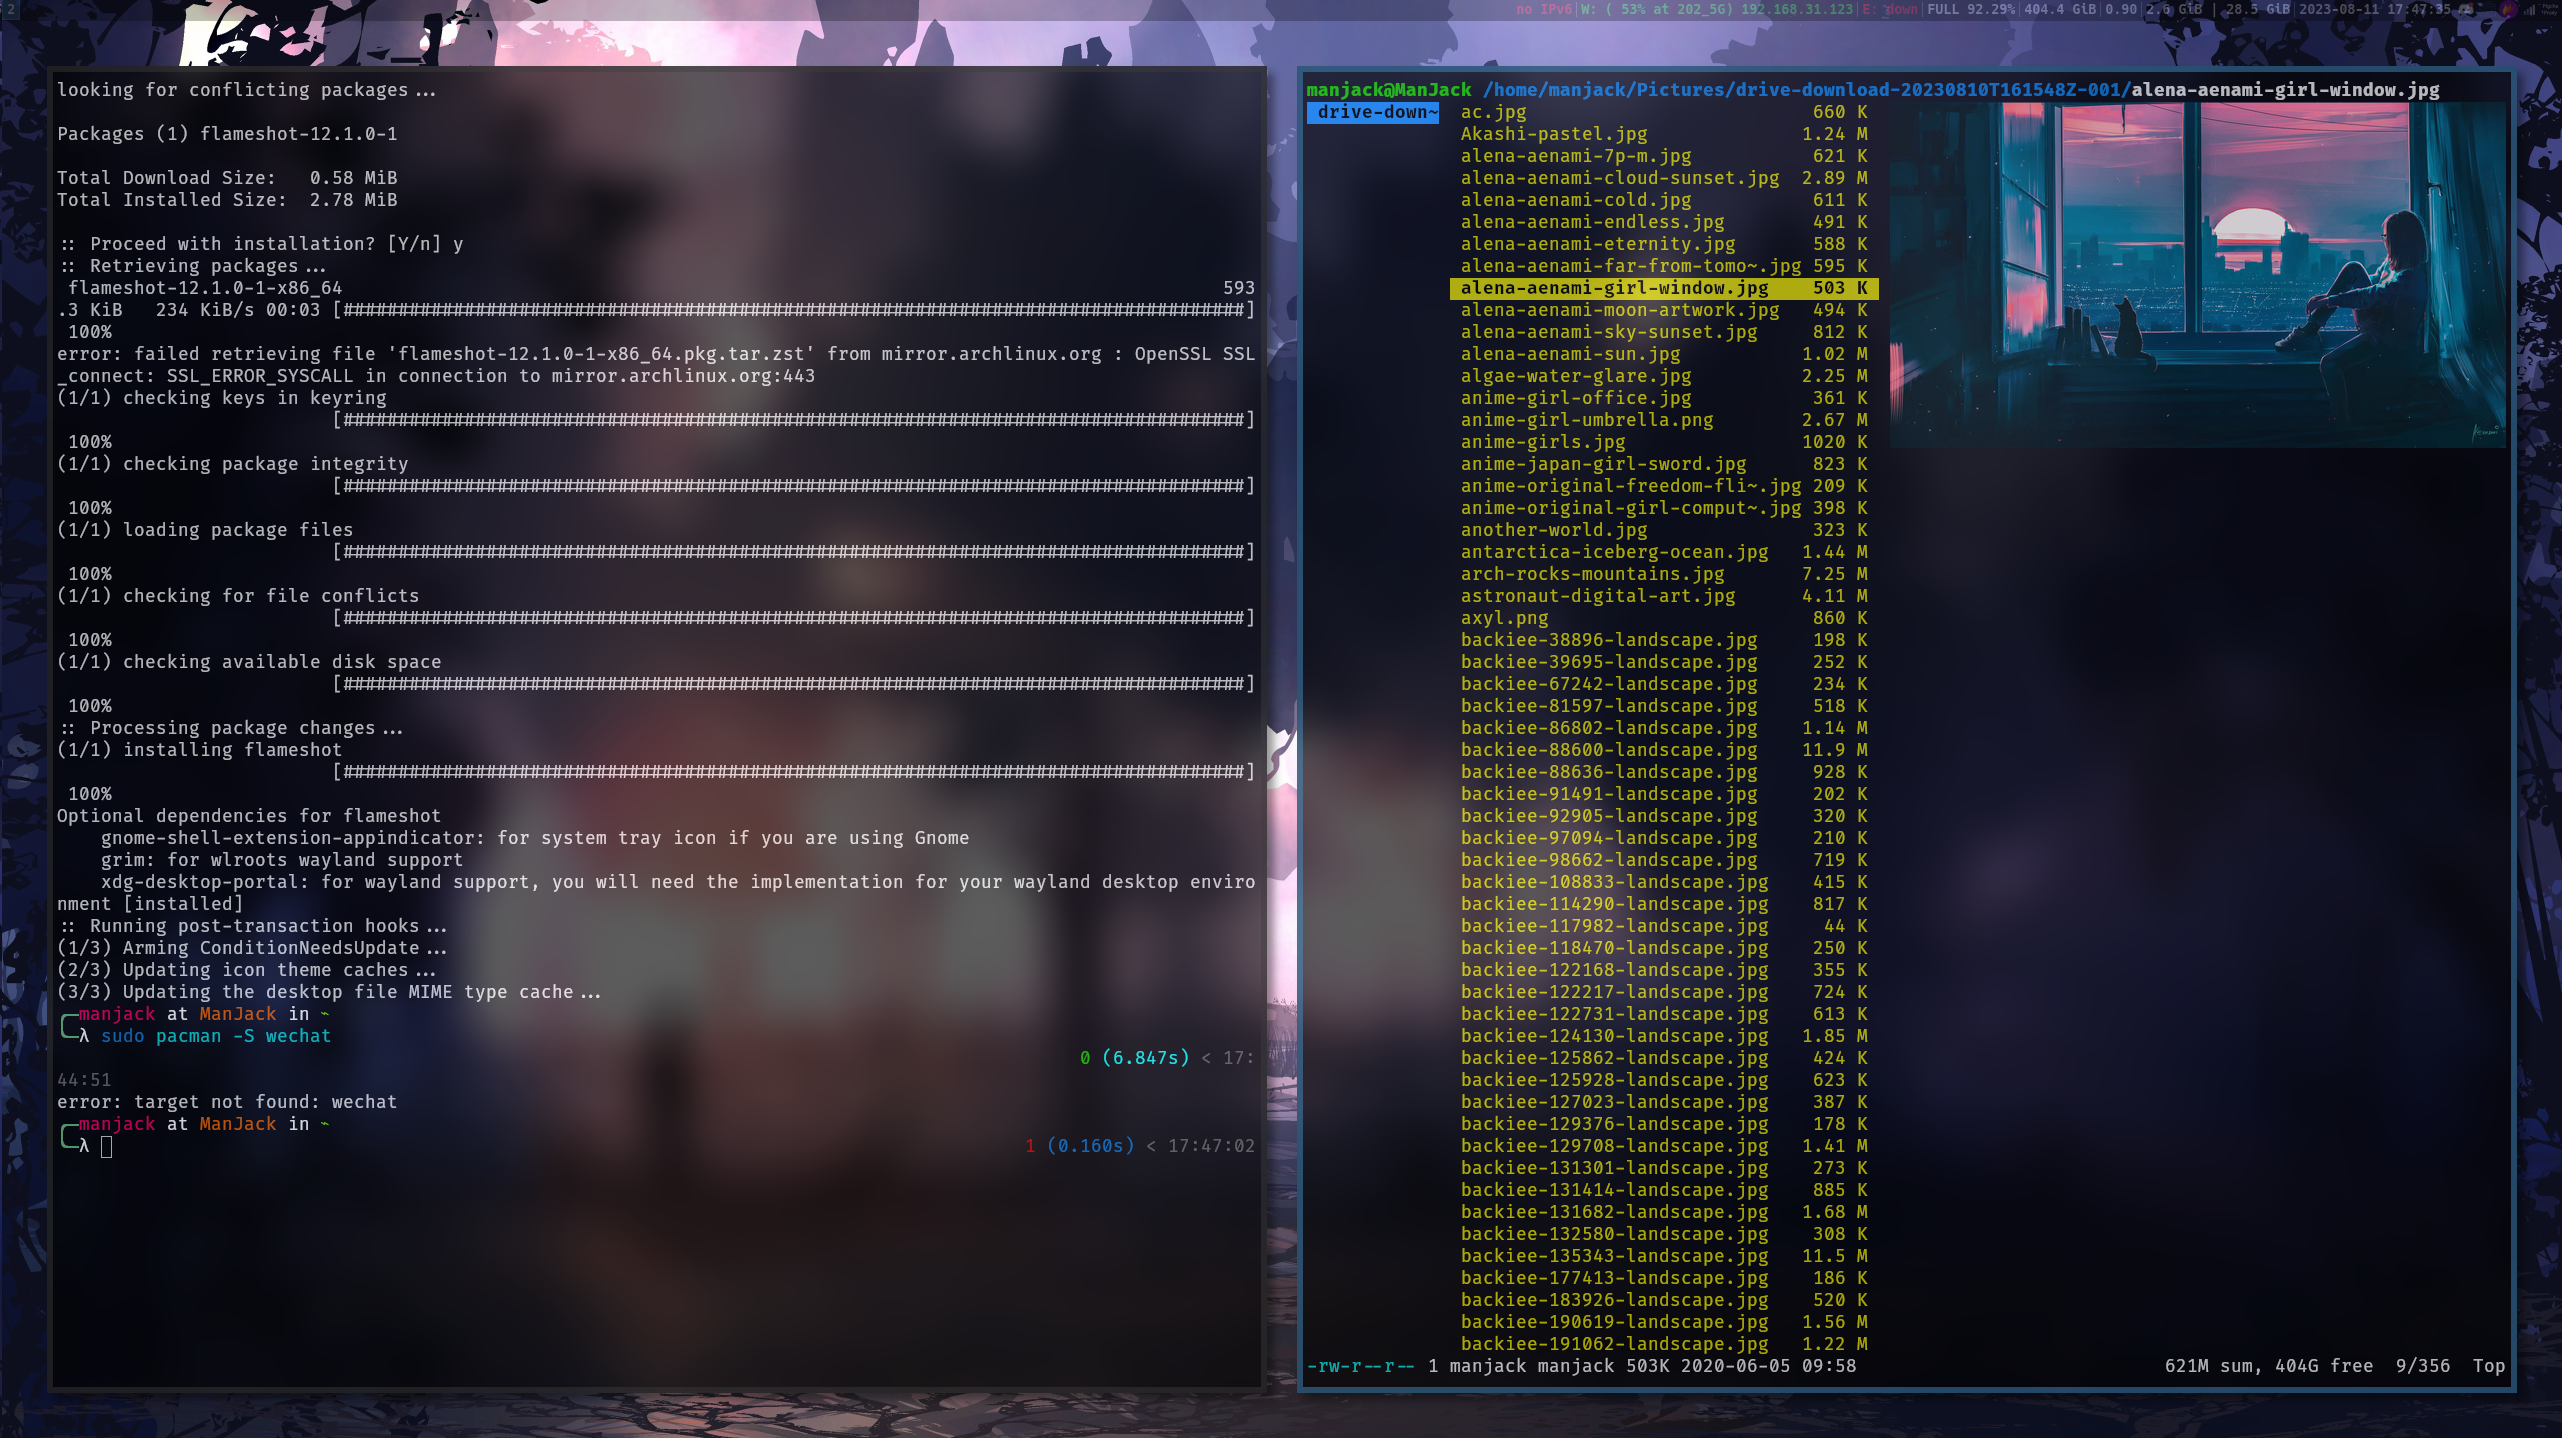 2
no IPv6|W: ( 53% at 202_5G) 192.168.31.123|E: down|FULL 92.29%|404.4 GiB|0.90|2.6 GiB | 28.5 GiB|2023-08-11 17:47:35
looking for conflicting packages...
Packages (1) flameshot-12.1.0-1
Total Download Size:   0.58 MiB
Total Installed Size:  2.78 MiB
:: Proceed with installation? [Y/n] y
:: Retrieving packages...
flameshot-12.1.0-1-x86_64 593
.3 KiB   234 KiB/s 00:03 [##################################################################################]
100%
error: failed retrieving file 'flameshot-12.1.0-1-x86_64.pkg.tar.zst' from mirror.archlinux.org : OpenSSL SSL
_connect: SSL_ERROR_SYSCALL in connection to mirror.archlinux.org:443
(1/1) checking keys in keyring
[##################################################################################]
100%
(1/1) checking package integrity
[##################################################################################]
100%
(1/1) loading package files
[##################################################################################]
100%
(1/1) checking for file conflicts
[##################################################################################]
100%
(1/1) checking available disk space
[##################################################################################]
100%
:: Processing package changes...
(1/1) installing flameshot
[##################################################################################]
100%
Optional dependencies for flameshot
gnome-shell-extension-appindicator: for system tray icon if you are using Gnome
grim: for wlroots wayland support
xdg-desktop-portal: for wayland support, you will need the implementation for your wayland desktop enviro
nment [installed]
:: Running post-transaction hooks...
(1/3) Arming ConditionNeedsUpdate...
(2/3) Updating icon theme caches...
(3/3) Updating the desktop file MIME type cache...
╭─manjack at ManJack in ~
╰─λ sudo pacman -S wechat
0 (6.847s) < 17:
44:51
error: target not found: wechat
╭─manjack at ManJack in ~
╰─λ 1 (0.160s) < 17:47:02
manjack@ManJack /home/manjack/Pictures/drive-download-20230810T161548Z-001/alena-aenami-girl-window.jpg
drive-down~
ac.jpg 660 K
Akashi-pastel.jpg 1.24 M
alena-aenami-7p-m.jpg 621 K
alena-aenami-cloud-sunset.jpg 2.89 M
alena-aenami-cold.jpg 611 K
alena-aenami-endless.jpg 491 K
alena-aenami-eternity.jpg 588 K
alena-aenami-far-from-tomo~.jpg 595 K
alena-aenami-girl-window.jpg 503 K
alena-aenami-moon-artwork.jpg 494 K
alena-aenami-sky-sunset.jpg 812 K
alena-aenami-sun.jpg 1.02 M
algae-water-glare.jpg 2.25 M
anime-girl-office.jpg 361 K
anime-girl-umbrella.png 2.67 M
anime-girls.jpg 1020 K
anime-japan-girl-sword.jpg 823 K
anime-original-freedom-fli~.jpg 209 K
anime-original-girl-comput~.jpg 398 K
another-world.jpg 323 K
antarctica-iceberg-ocean.jpg 1.44 M
arch-rocks-mountains.jpg 7.25 M
astronaut-digital-art.jpg 4.11 M
axyl.png 860 K
backiee-38896-landscape.jpg 198 K
backiee-39695-landscape.jpg 252 K
backiee-67242-landscape.jpg 234 K
backiee-81597-landscape.jpg 518 K
backiee-86802-landscape.jpg 1.14 M
backiee-88600-landscape.jpg 11.9 M
backiee-88636-landscape.jpg 928 K
backiee-91491-landscape.jpg 202 K
backiee-92905-landscape.jpg 320 K
backiee-97094-landscape.jpg 210 K
backiee-98662-landscape.jpg 719 K
backiee-108833-landscape.jpg 415 K
backiee-114290-landscape.jpg 817 K
backiee-117982-landscape.jpg 44 K
backiee-118470-landscape.jpg 250 K
backiee-122168-landscape.jpg 355 K
backiee-122217-landscape.jpg 724 K
backiee-122731-landscape.jpg 613 K
backiee-124130-landscape.jpg 1.85 M
backiee-125862-landscape.jpg 424 K
backiee-125928-landscape.jpg 623 K
backiee-127023-landscape.jpg 387 K
backiee-129376-landscape.jpg 178 K
backiee-129708-landscape.jpg 1.41 M
backiee-131301-landscape.jpg 273 K
backiee-131414-landscape.jpg 885 K
backiee-131682-landscape.jpg 1.68 M
backiee-132580-landscape.jpg 308 K
backiee-135343-landscape.jpg 11.5 M
backiee-177413-landscape.jpg 186 K
backiee-183926-landscape.jpg 520 K
backiee-190619-landscape.jpg 1.56 M
backiee-191062-landscape.jpg 1.22 M
-rw-r--r-- 1 manjack manjack 503K 2020-06-05 09:58 621M sum, 404G free  9/356  Top